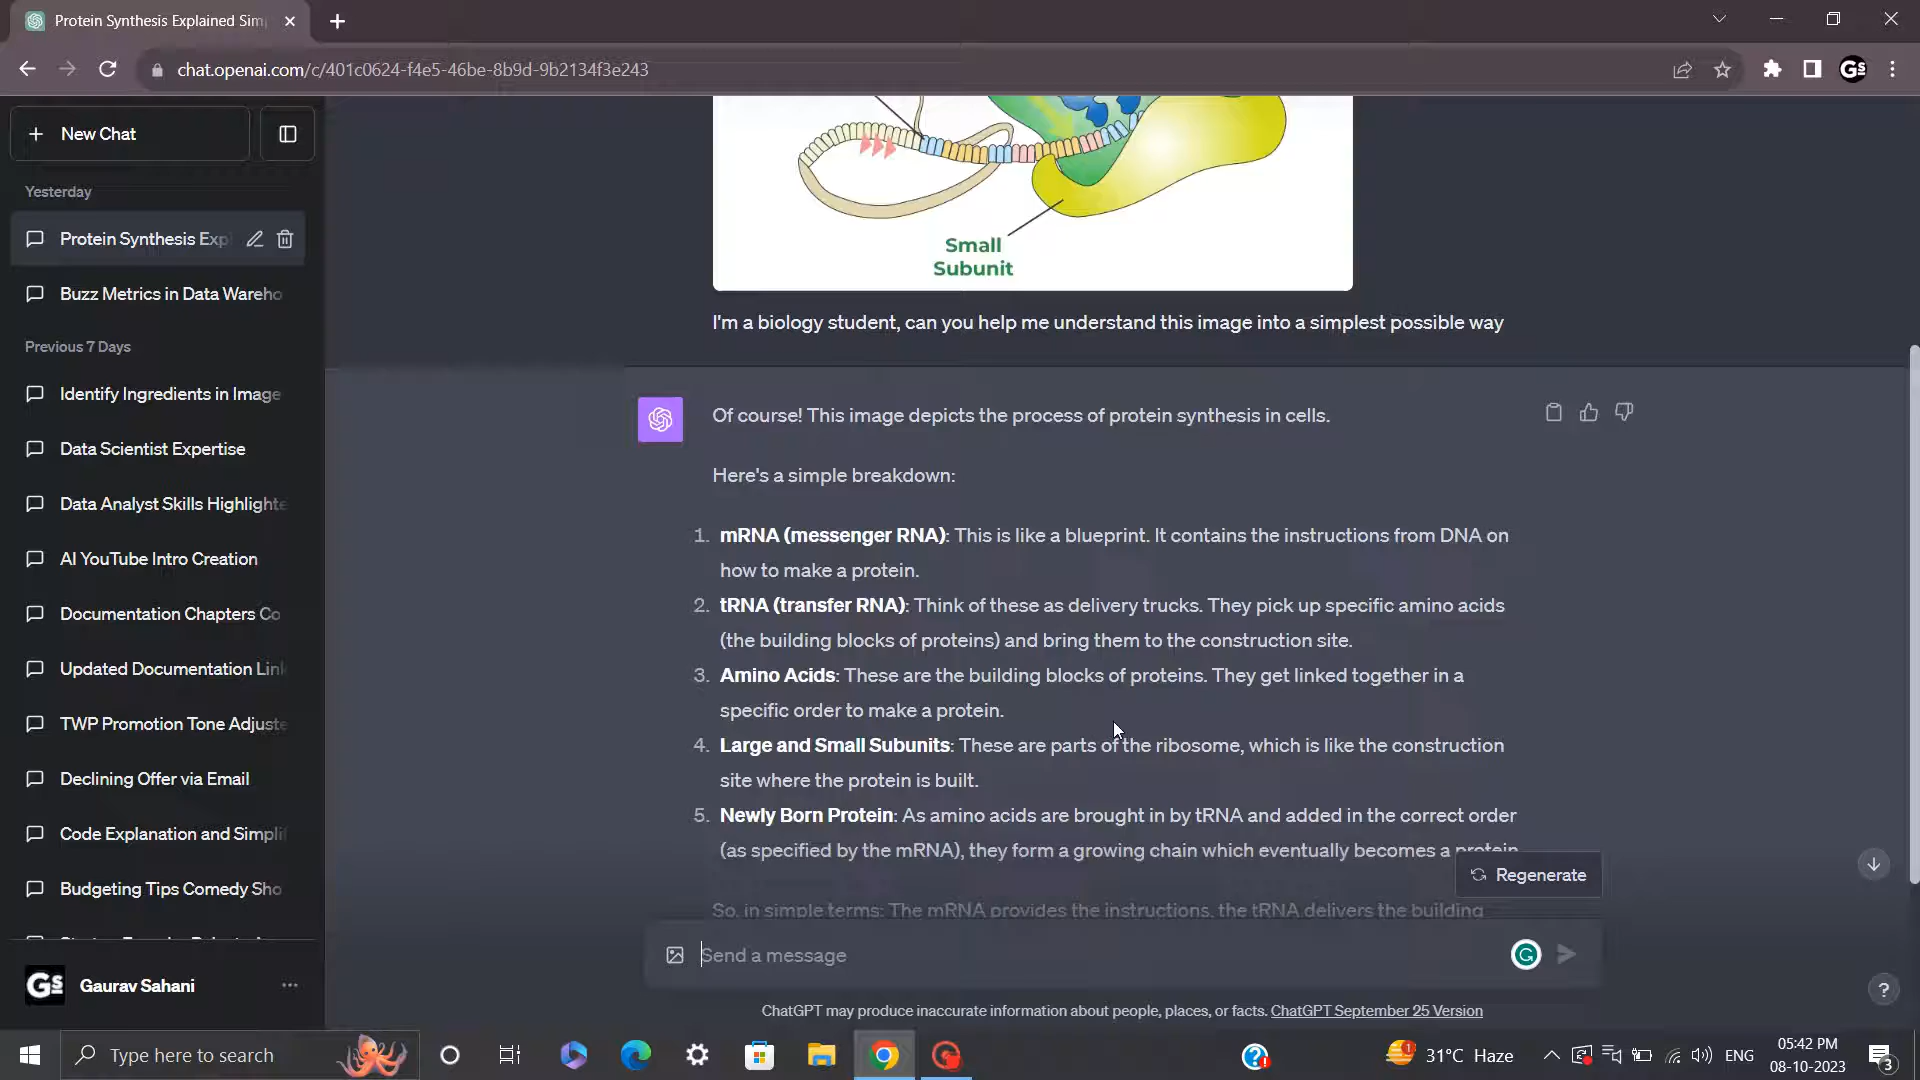 Protein Synthesis Explained Sim
chat.openai.com/c/401c0624-f4e5-46be-8b9d-9b2134f3e243
Gs
New Chat
Yesterday
Protein Synthesis Exp
Buzz Metrics in Data Wareho
Previous 7 Days
Identify Ingredients in Image
Data Scientist Expertise
Data Analyst Skills Highlighte
AI YouTube Intro Creation
Documentation Chapters Co
Updated Documentation Link
TWP Promotion Tone Adjuste
Declining Offer via Email
Code Explanation and Simplifi
Budgeting Tips Comedy Sho
Gs
Gaurav Sahani
Small
Subunit
I'm a biology student, can you help me understand this image into a simplest possible way
Of course! This image depicts the process of protein synthesis in cells.
Here's a simple breakdown:
1. mRNA (messenger RNA): This is like a blueprint. It contains the instructions from DNA on
how to make a protein.
2. tRNA (transfer RNA): Think of these as delivery trucks. They pick up specific amino acids
(the building blocks of proteins) and bring them to the construction site.
3. Amino Acids: These are the building blocks of proteins. They get linked together in a
specific order to make a protein.
4. Large and Small Subunits: These are parts of the ribosome, which is like the construction
site where the protein is built.
5. Newly Born Protein: As amino acids are brought in by tRNA and added in the correct order
(as specified by the mRNA), they form a growing chain which eventually becomes a protein
Regenerate
So, in simple terms: The mRNA provides the instructions, the tRNA delivers the building
Send a message
G
?
ChatGPT may produce inaccurate information about people, places, or facts. ChatGPT September 25 Version
Type here to search
1
31°C Haze
ENG
05:42 PM
08-10-2023
3